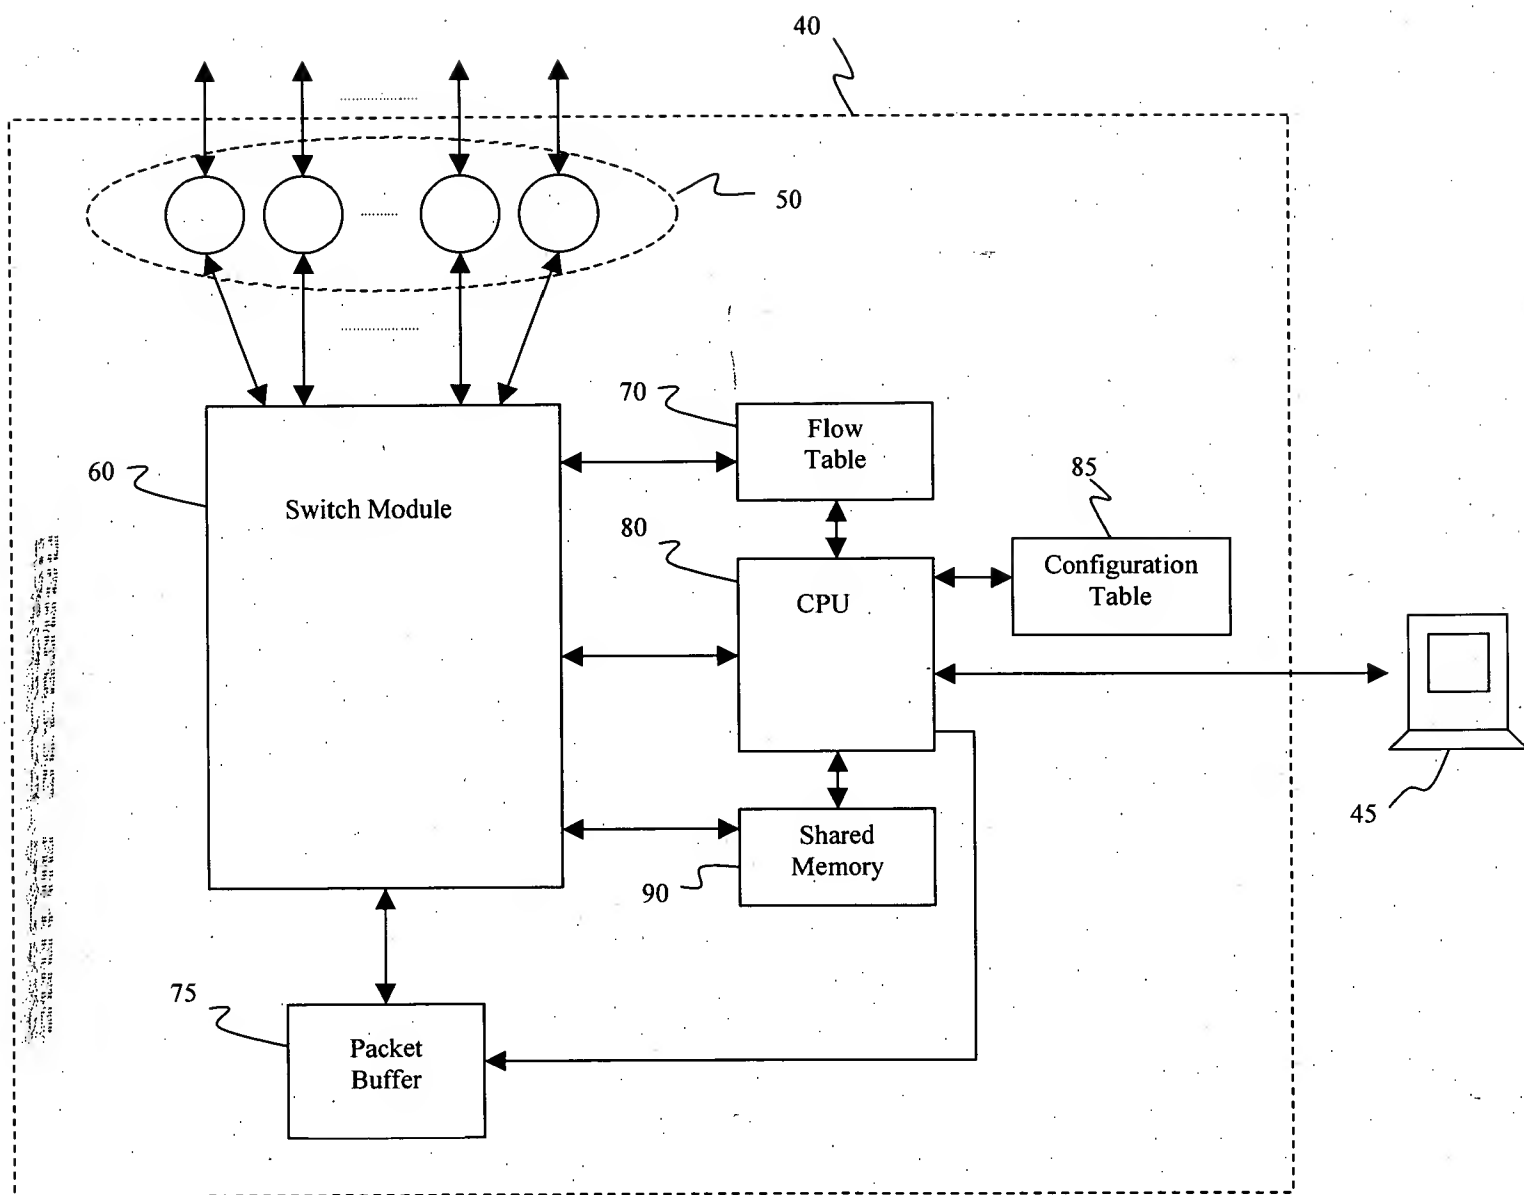 40
50
70
Flow
Table
60
Switch Module
85
80
Configuration
Table
CPU
Shared
Memory
90
45
75
Packet
Buffer